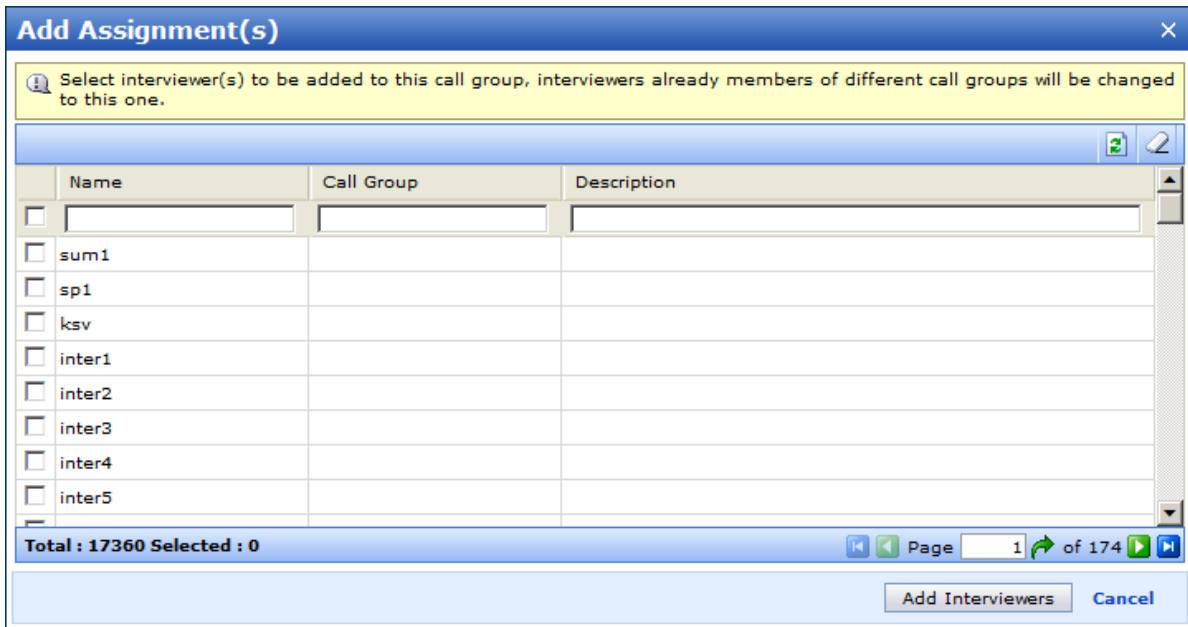 Add Assignment(s)
Select interviewer(s) to be added to this call group, interviewers already members of different call groups will be changed
to this one.
Name Call Group Description
sum1
sp1
ksv
inter1
inter2
inter3
inter4
inter5
Total : 17360 Selected : 0 Page 1 of 174
Add Interviewers Cancel